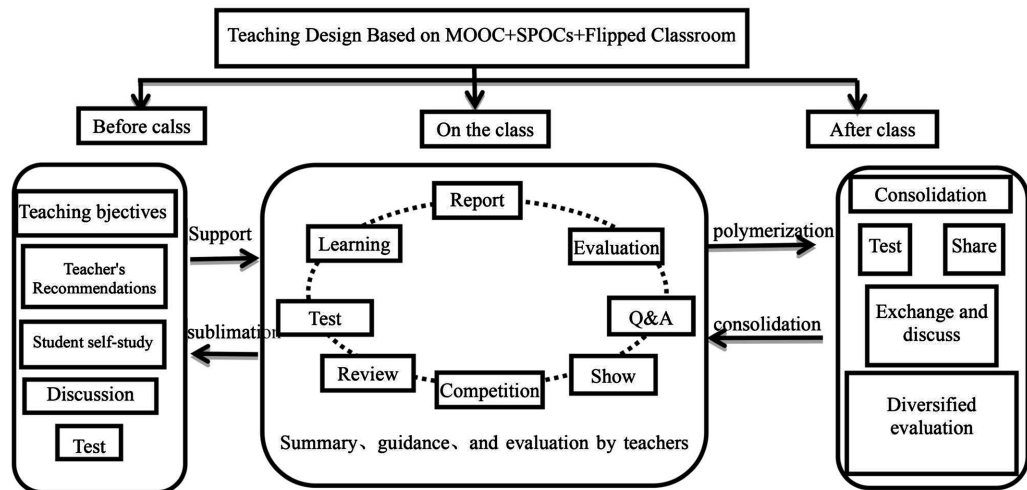 Teaching Design Based on MOOC+SPOCs+Flipped Classroom
Before calss
On the class
After class
Teaching bjectives
Teacher's
Recommendations
Student self-study
Discussion
Test
Support
sublimation
Report
Learning
Evaluation
Test
Q&A
Review
Competition
Show
Summary、guidance、and evaluation by teachers
polymerization
consolidation
Consolidation
Test
Share
Exchange and
discuss
Diversified
evaluation